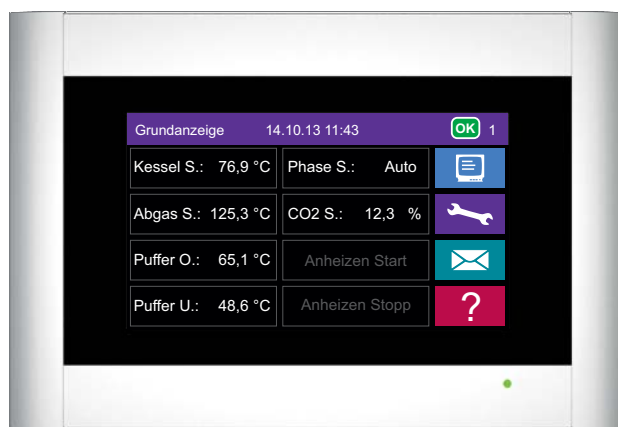 Grundanzeige 14.10.13 11:43 OK 1
Kessel S.: 76,9 °C Phase S.: Auto
Abgas S.: 125,3 °C CO2 S.: 12,3 %
Puffer O.: 65,1 °C Anheizen Start
Puffer U.: 48,6 °C Anheizen Stopp
?